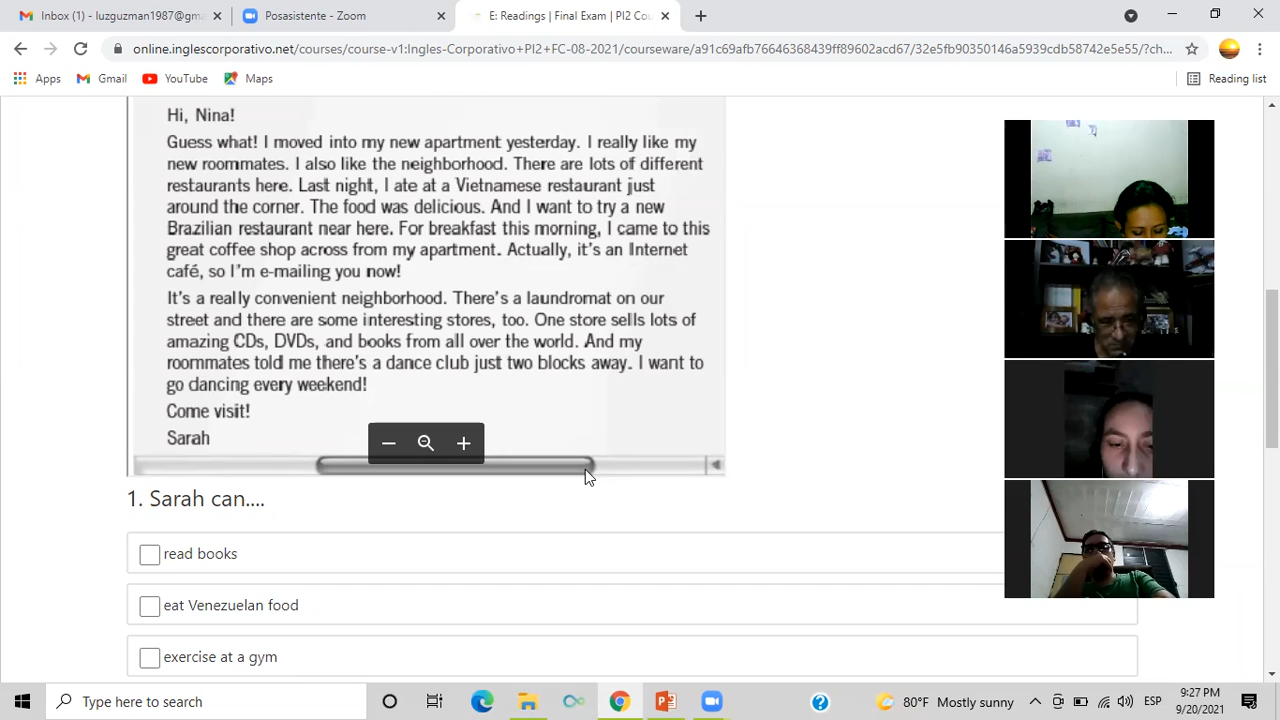 Inbox (1) - luzguzman1987@gma
Posasistente - Zoom
E: Readings | Final Exam | PI2 Cou
online.inglescorporativo.net/courses/course-v1:Ingles-Corporativo+PI2+FC-08-2021/courseware/a91c69afb76646368439ff89602acd67/32e5fb90350146a5939cdb58742e5e55/?ch...
Apps
Gmail
YouTube
Maps
Reading list
Hi, Nina!
Guess what! I moved into my new apartment yesterday. I really like my
new roommates. I also like the neighborhood. There are lots of different
restaurants here. Last night, I ate at a Vietnamese restaurant just
around the corner. The food was delicious. And I want to try a new
Brazilian restaurant near here. For breakfast this morning, I came to this
great coffee shop across from my apartment. Actually, it's an Internet
café, so I'm e-mailing you now!
It's a really convenient neighborhood. There's a laundromat on our
street and there are some interesting stores, too. One store sells lots of
amazing CDs, DVDs, and books from all over the world. And my
roommates told me there's a dance club just two blocks away. I want to
go dancing every weekend!
Come visit!
Sarah
1. Sarah can....
read books
eat Venezuelan food
exercise at a gym
Type here to search
80°F Mostly sunny
ESP
9:27 PM
9/20/2021